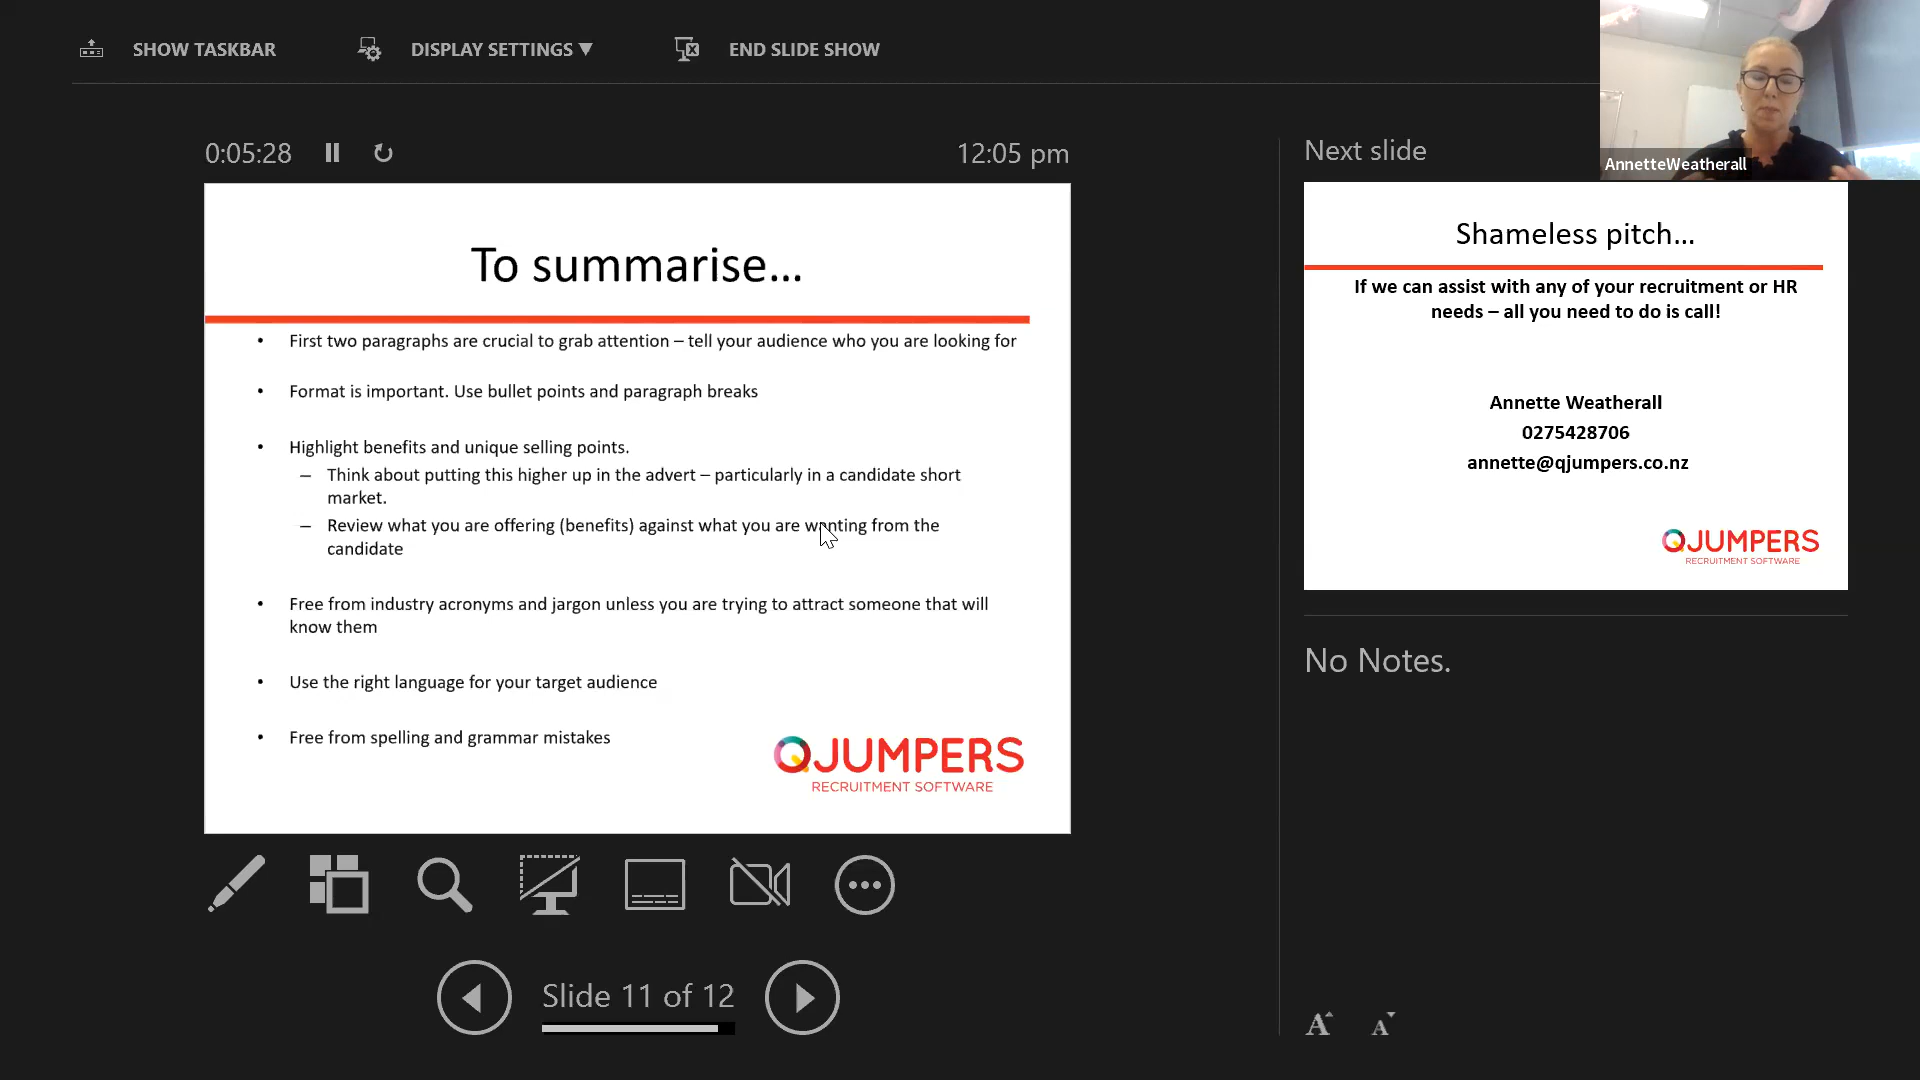 SHOW TASKBAR
DISPLAY SETTINGS ▼
END SLIDE SHOW
AnnetteWeatherall
0:05:28
12:05 pm
To summarise...
• First two paragraphs are crucial to grab attention – tell your audience who you are looking for
• Format is important. Use bullet points and paragraph breaks
• Highlight benefits and unique selling points.
– Think about putting this higher up in the advert – particularly in a candidate short
market.
– Review what you are offering (benefits) against what you are wanting from the
candidate
• Free from industry acronyms and jargon unless you are trying to attract someone that will
know them
• Use the right language for your target audience
• Free from spelling and grammar mistakes
QJUMPERS
RECRUITMENT SOFTWARE
Slide 11 of 12
Next slide
Shameless pitch...
If we can assist with any of your recruitment or HR
needs – all you need to do is call!
Annette Weatherall
0275428706
annette@qjumpers.co.nz
QJUMPERS
RECRUITMENT SOFTWARE
No Notes.
A A